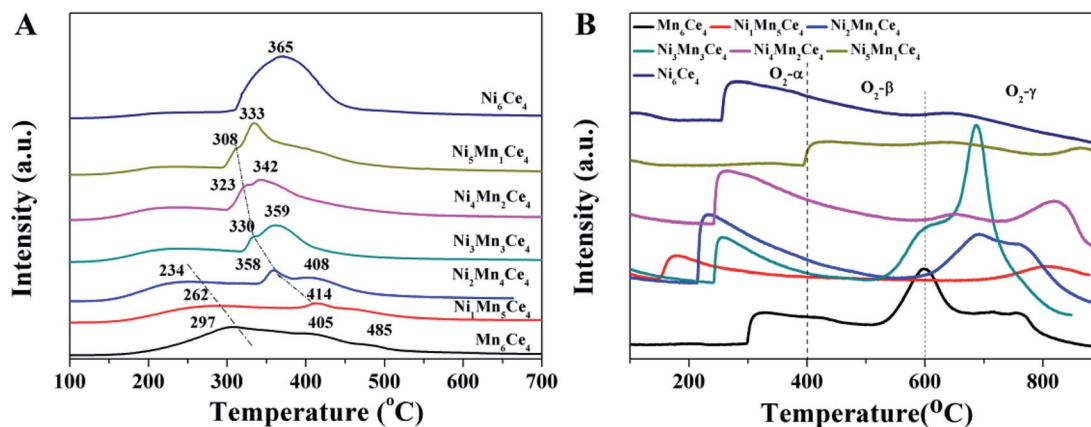 A
Intensity (a.u.)
365
Ni₆Ce₄
333
308
Ni₅Mn₁Ce₄
342
323
Ni₄Mn₂Ce₄
359
330
Ni₃Mn₃Ce₄
358
408
234
Ni₂Mn₄Ce₄
262
414
Ni₁Mn₅Ce₄
297
405
485
Mn₆Ce₄
100 200 300 400 500 600 700
Temperature (°C)
B
Intensity (a.u.)
Mn₆Ce₄ Ni₁Mn₅Ce₄ Ni₂Mn₄Ce₄
Ni₃Mn₃Ce₄ Ni₄Mn₂Ce₄ Ni₅Mn₁Ce₄
Ni₆Ce₄
O₂-α
O₂-β
O₂-γ
200 400 600 800
Temperature(°C)